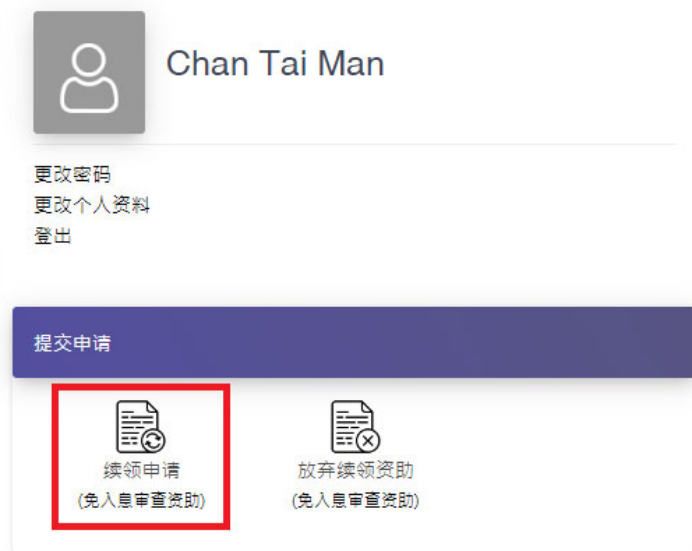 Chan Tai Man
更改密码
更改个人资料
登出
提交申请
续领申请
(免入息审查资助)
放弃续领资助
(免入息审查资助)